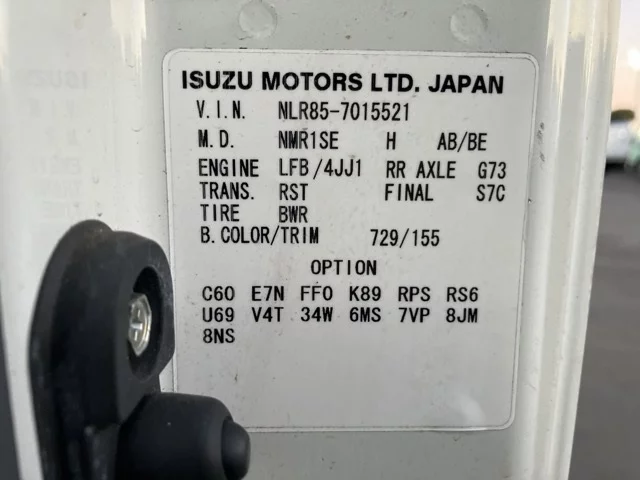 ISUZU MOTORS LTD. JAPAN
V.I.N. NLR85-7015521
M.D. NMR1SE H AB/BE
ENGINE LFB/4JJ1 RR AXLE G73
TRANS. RST FINAL S7C
TIRE BWR
B.COLOR/TRIM 729/155
OPTION
C60 E7N FF0 K89 RPS RS6
U69 V4T 34W 6MS 7VP 8JM
8NS